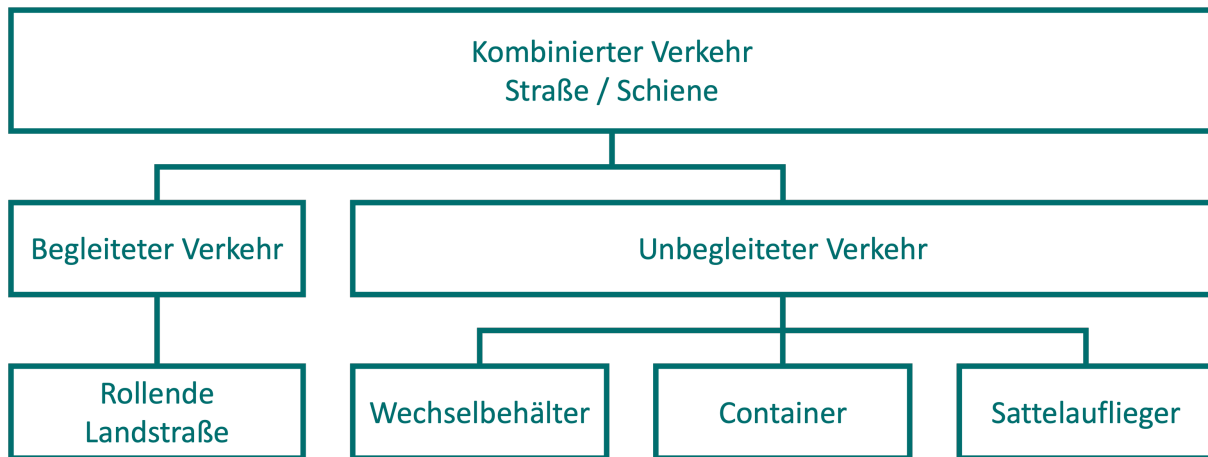 Kombinierter Verkehr
Straße / Schiene
Begleiteter Verkehr
Unbegleiteter Verkehr
Rollende
Landstraße
Wechselbehälter
Container
Sattelauflieger